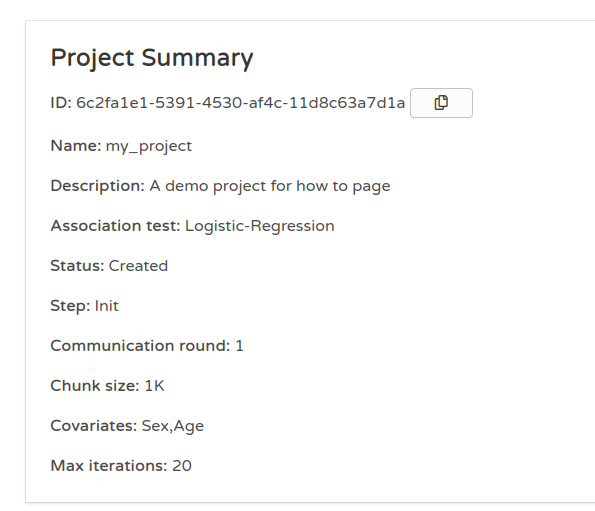 Project Summary
ID: 6c2fa1e1-5391-4530-af4c-11d8c63a7d1a
Name: my_project
Description: A demo project for how to page
Association test: Logistic-Regression
Status: Created
Step: Init
Communication round: 1
Chunk size: 1K
Covariates: Sex,Age
Max iterations: 20